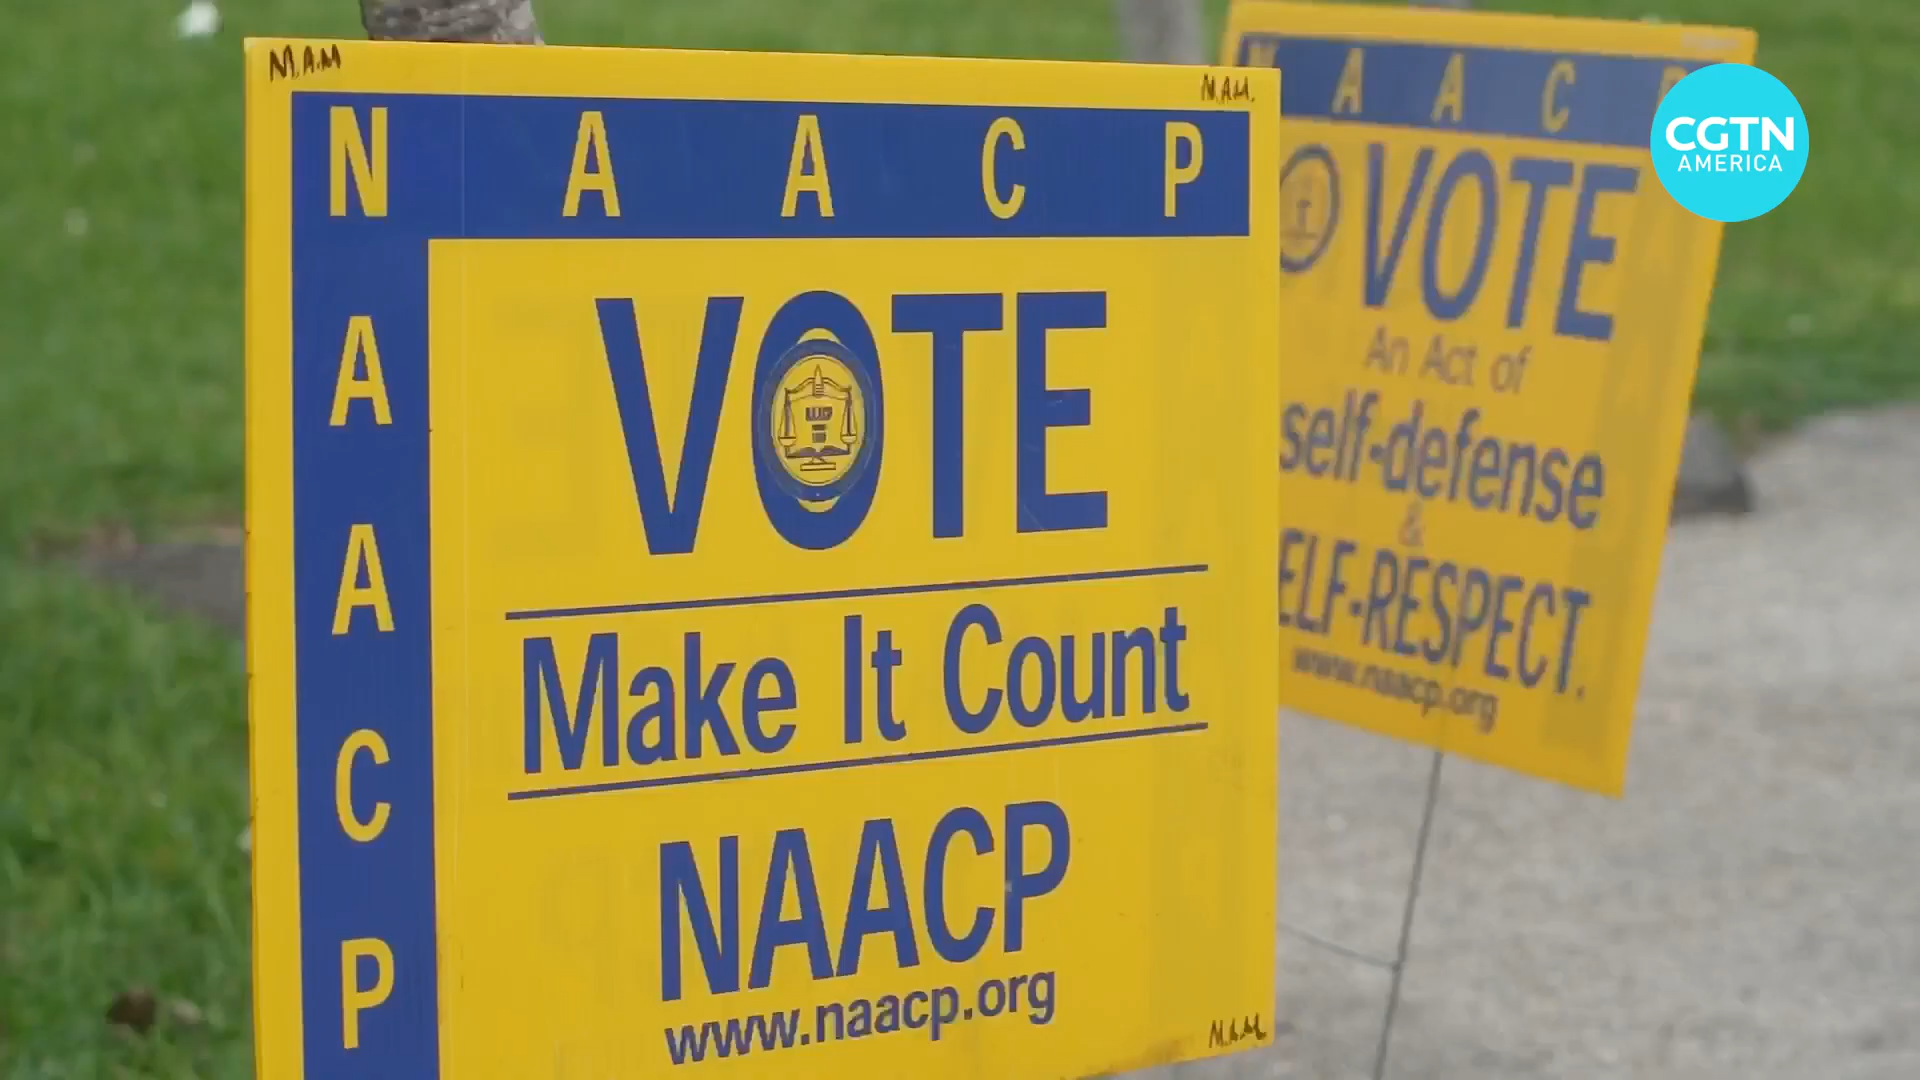 M.A.M
M.A.M.
N A A C P
A
A
C
P
VOTE
Make It Count
NAACP
www.naacp.org
M.A.M.
N A A C P
VOTE
An Act of
self-defense
&
ELF-RESPECT.
www.naacp.org
CGTN
AMERICA